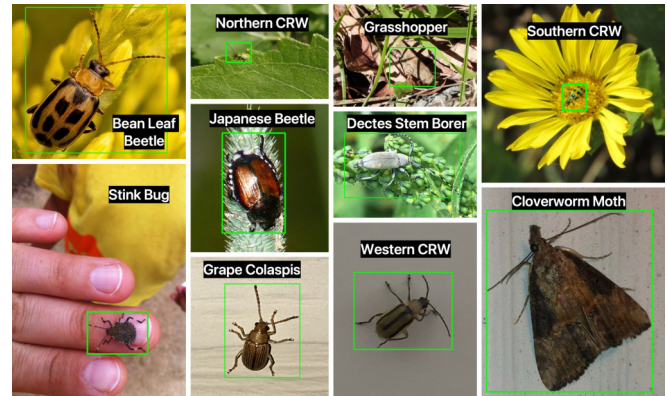 Bean Leaf
Beetle
Northern CRW
Grasshopper
Southern CRW
Japanese Beetle
Dectes Stem Borer
Stink Bug
Grape Colaspis
Western CRW
Cloverworm Moth